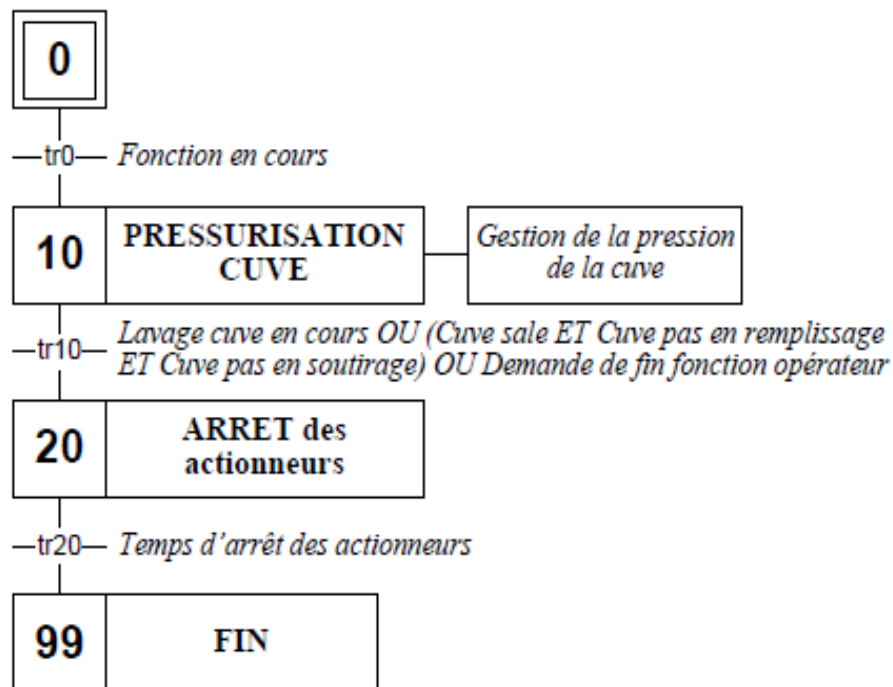 0
tr0 Fonction en cours
10 PRESSURISATION CUVE Gestion de la pression de la cuve
tr10 Lavage cuve en cours OU (Cuve sale ET Cuve pas en remplissage
ET Cuve pas en soutirage) OU Demande de fin fonction opérateur
20 ARRET des
actionneurs
tr20 Temps d'arrêt des actionneurs
99 FIN